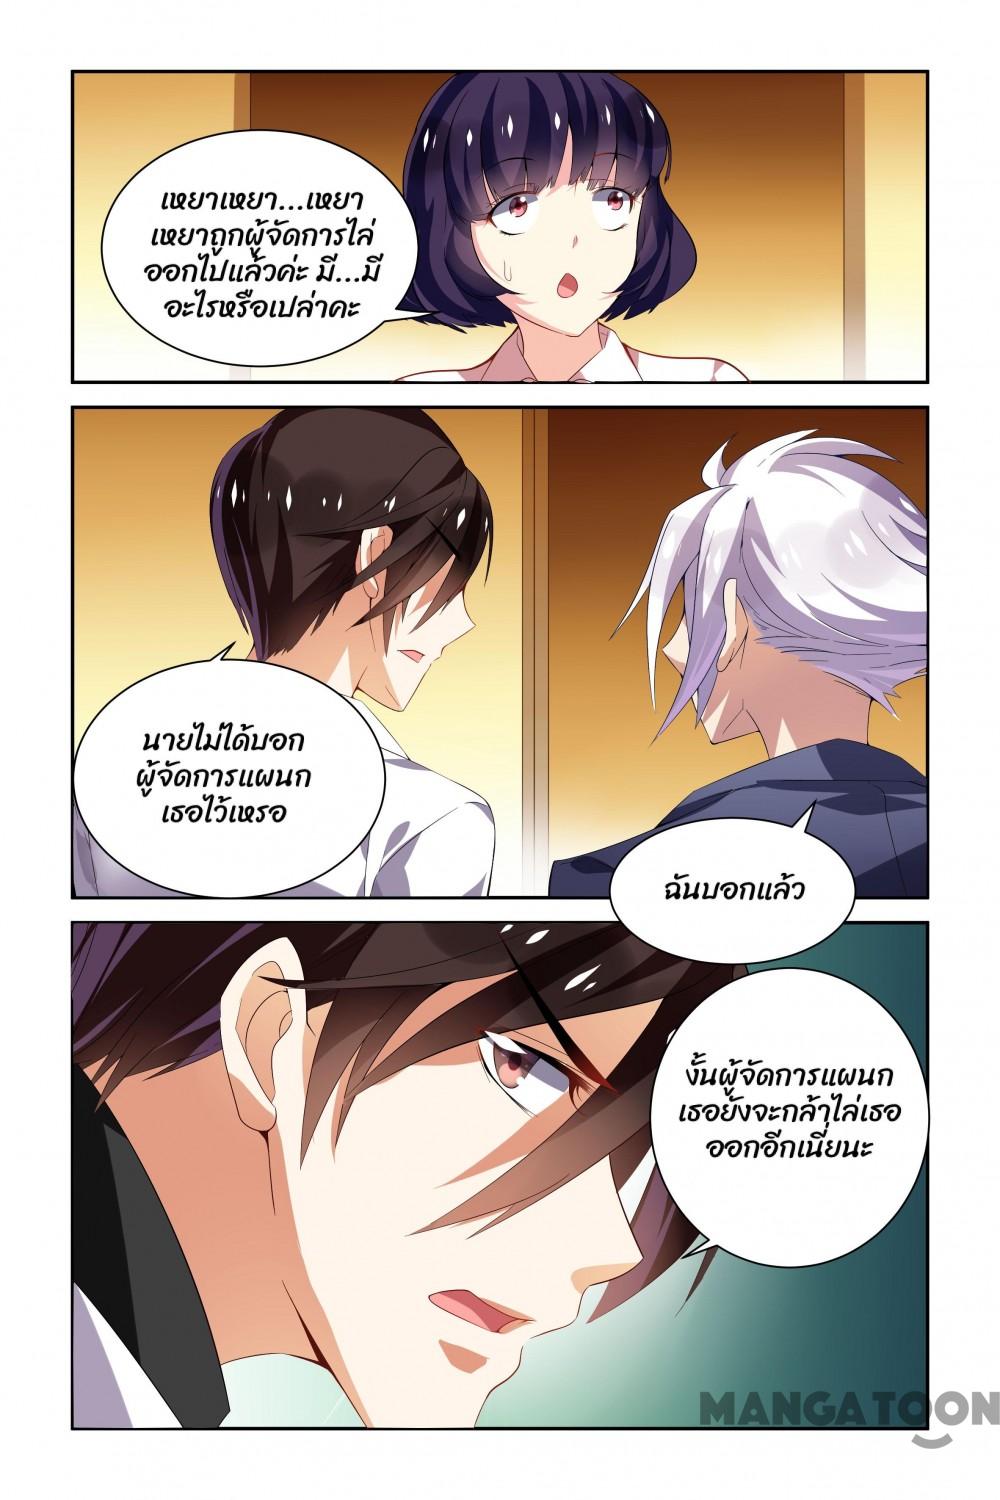 เหยาเหยา...เหยา
เหยาถูกผู้จัดการไล่
ออกไปแล้วค่ะ มี...มี
อะไรหรือเปล่าคะ
นายไม่ได้บอก
ผู้จัดการแผนก
เธอไว้เหรอ
ฉันบอกแล้ว
งั้นผู้จัดการแผนก
เธอยังจะกล้าไล่เธอ
ออกอีกเนี่ยนะ
MANGATOON